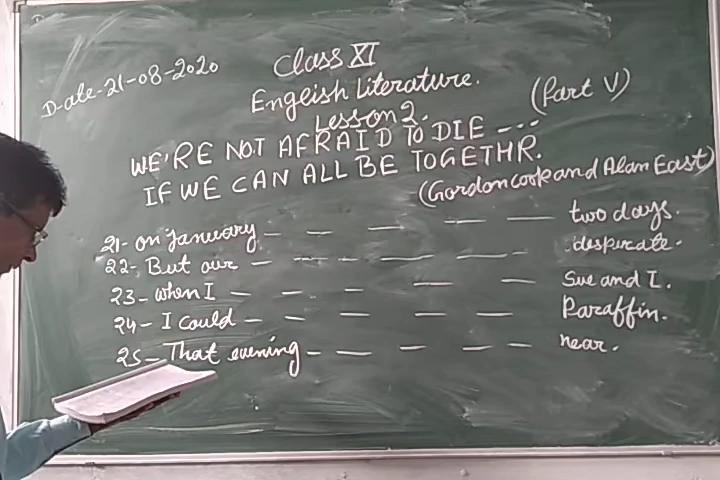 Date-21-08-2020
Class XI
English Literature.
Lesson 2.
(Part V)
WE'RE NOT AFRAID TO DIE ---
IF WE CAN ALL BE TOGETHR.
(Gordon cook and Alan East)
21- on January - - - - - two days.
22- But our - - - - - - desperate.
23- when I - - - - - - Sue and I.
24- I could - - - - - - Paraffin.
25- That evening - - - - - near.